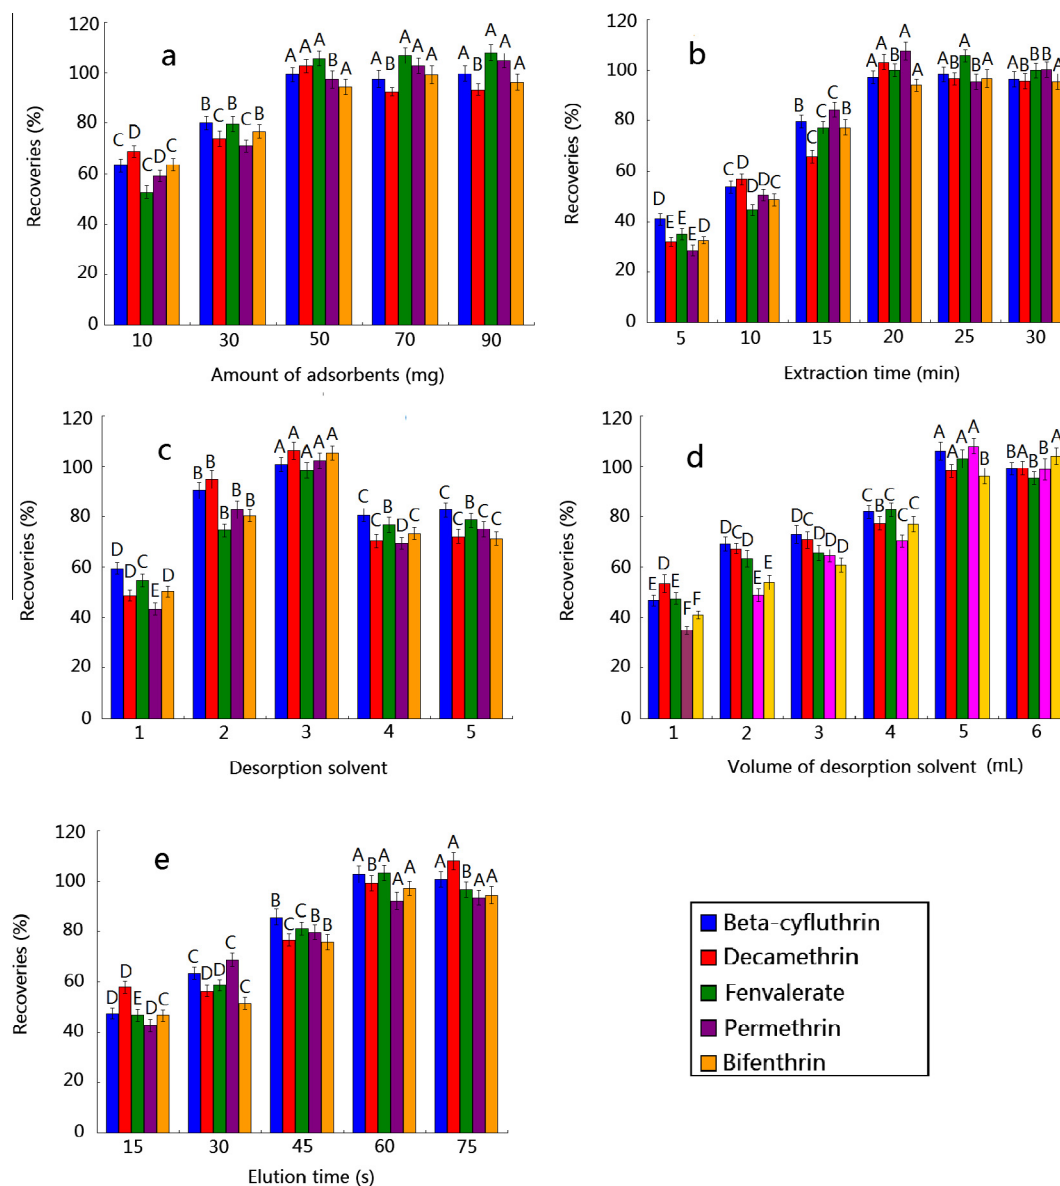 a
Recoveries (%)
120
100
80
60
40
20
0
C D C D C
B C B C B
A A A B A
A B A A A
A B A A A
10 30 50 70 90
Amount of adsorbents (mg)
b
Recoveries (%)
120
100
80
60
40
20
0
A E E E D
C D D D C
B C C C B
A A B A A
A B A B A
A B B B A
5 10 15 20 25 30
Extraction time (min)
c
Recoveries (%)
120
100
80
60
40
20
0
D D C E D
B B B B B
A A A A A
C C C D C
C C C C C
1 2 3 4 5
Desorption solvent
d
Recoveries (%)
120
100
80
60
40
20
0
E D E F F
D C D E E
D D D D D
C B C C C
A A A A B
B A A B A
1 2 3 4 5 6
Volume of desorption solvent (mL)
e
Recoveries (%)
120
100
80
60
40
20
0
D D E D C
C D D C C
B C C B B
A B A A A
A A B A A
15 30 45 60 75
Elution time (s)
Beta-cyfluthrin
Decamethrin
Fenvalerate
Permethrin
Bifenthrin